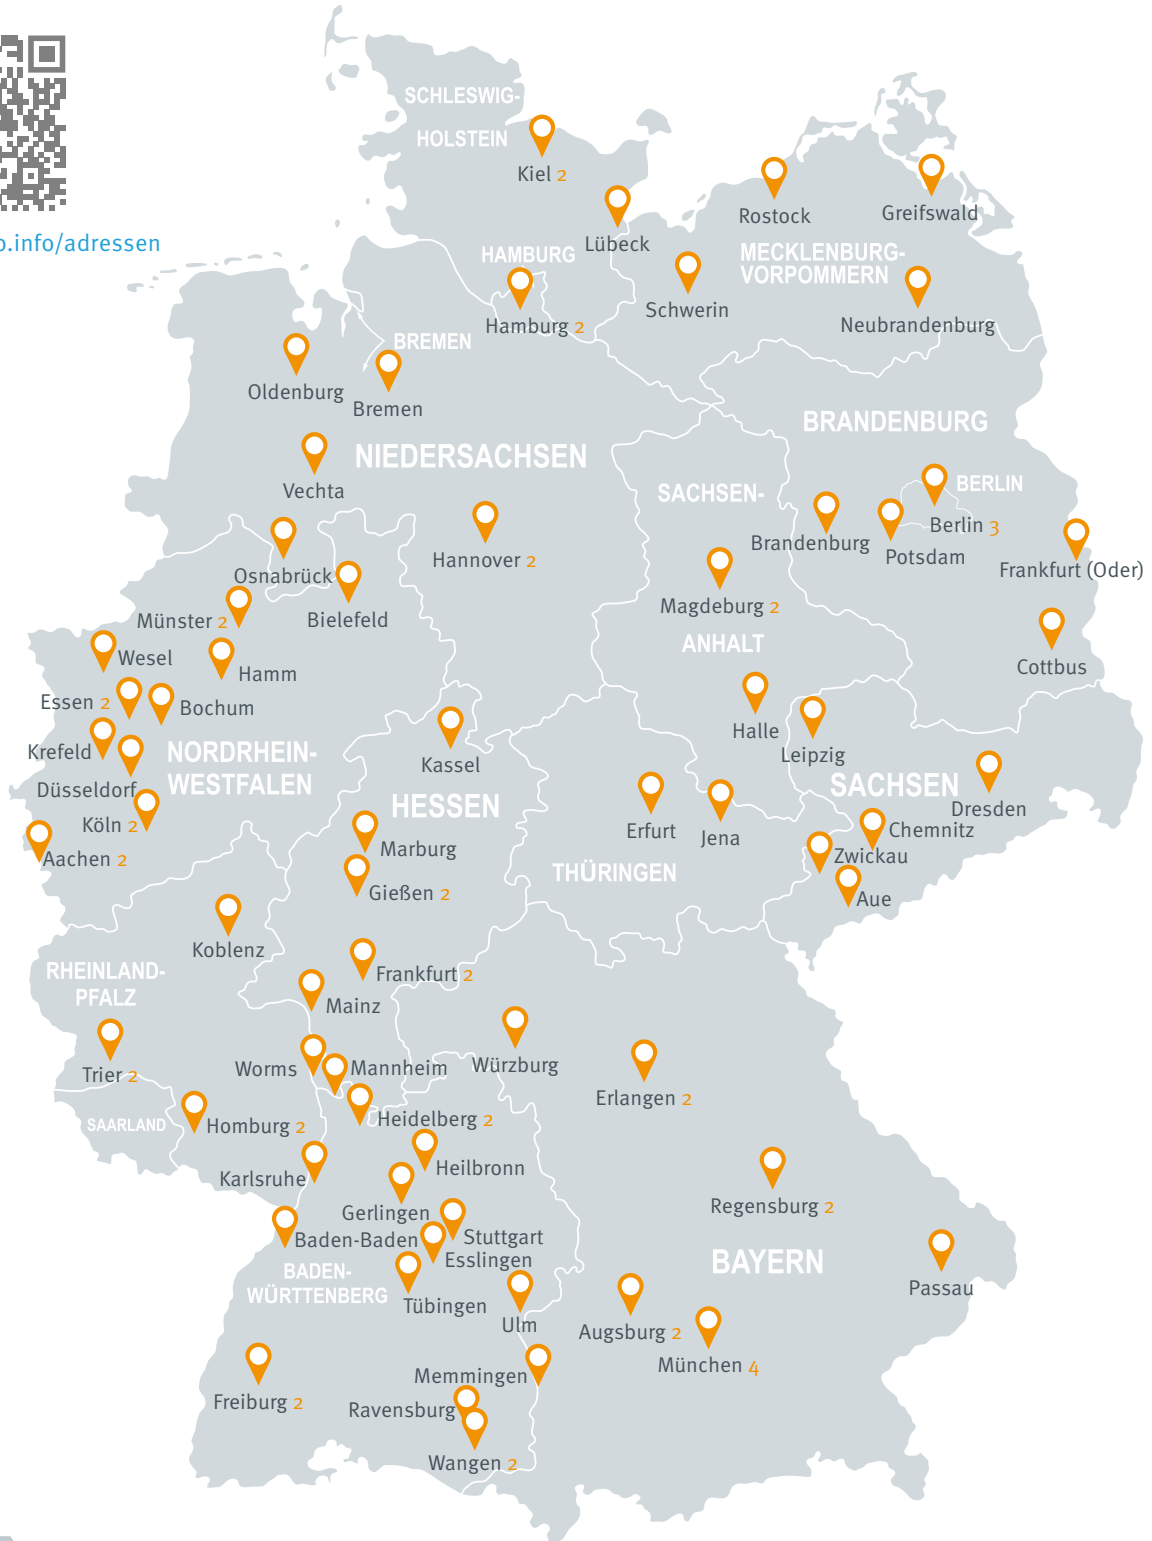 SCHLESWIG-
HOLSTEIN
Kiel 2
o.info/adressen
Lübeck
Rostock
Greifswald
HAMBURG
MECKLENBURG-
VORPOMMERN
Schwerin
Hamburg 2
Neubrandenburg
BREMEN
Oldenburg
Bremen
BRANDENBURG
NIEDERSACHSEN
Vechta
SACHSEN-
BERLIN
Berlin 3
Brandenburg
Potsdam
Hannover 2
Frankfurt (Oder)
Osnabrück
Magdeburg 2
Münster 2
Bielefeld
ANHALT
Wesel
Hamm
Cottbus
Essen 2
Bochum
Halle
Krefeld
NORDRHEIN-
WESTFALEN
Kassel
Leipzig
Düsseldorf
SACHSEN
HESSEN
Dresden
Köln 2
Erfurt
Jena
Chemnitz
Aachen 2
Marburg
Zwickau
THÜRINGEN
Gießen 2
Aue
Koblenz
RHEINLAND-
PFALZ
Frankfurt 2
Mainz
Trier 2
Worms
Mannheim
Würzburg
Erlangen 2
SAARLAND
Homburg 2
Heidelberg 2
Karlsruhe
Heilbronn
Gerlingen
Regensburg 2
Baden-Baden
Stuttgart
Esslingen
BAYERN
BADEN-
WÜRTTENBERG
Passau
Tübingen
Ulm
Augsburg 2
München 4
Memmingen
Freiburg 2
Ravensburg
Wangen 2